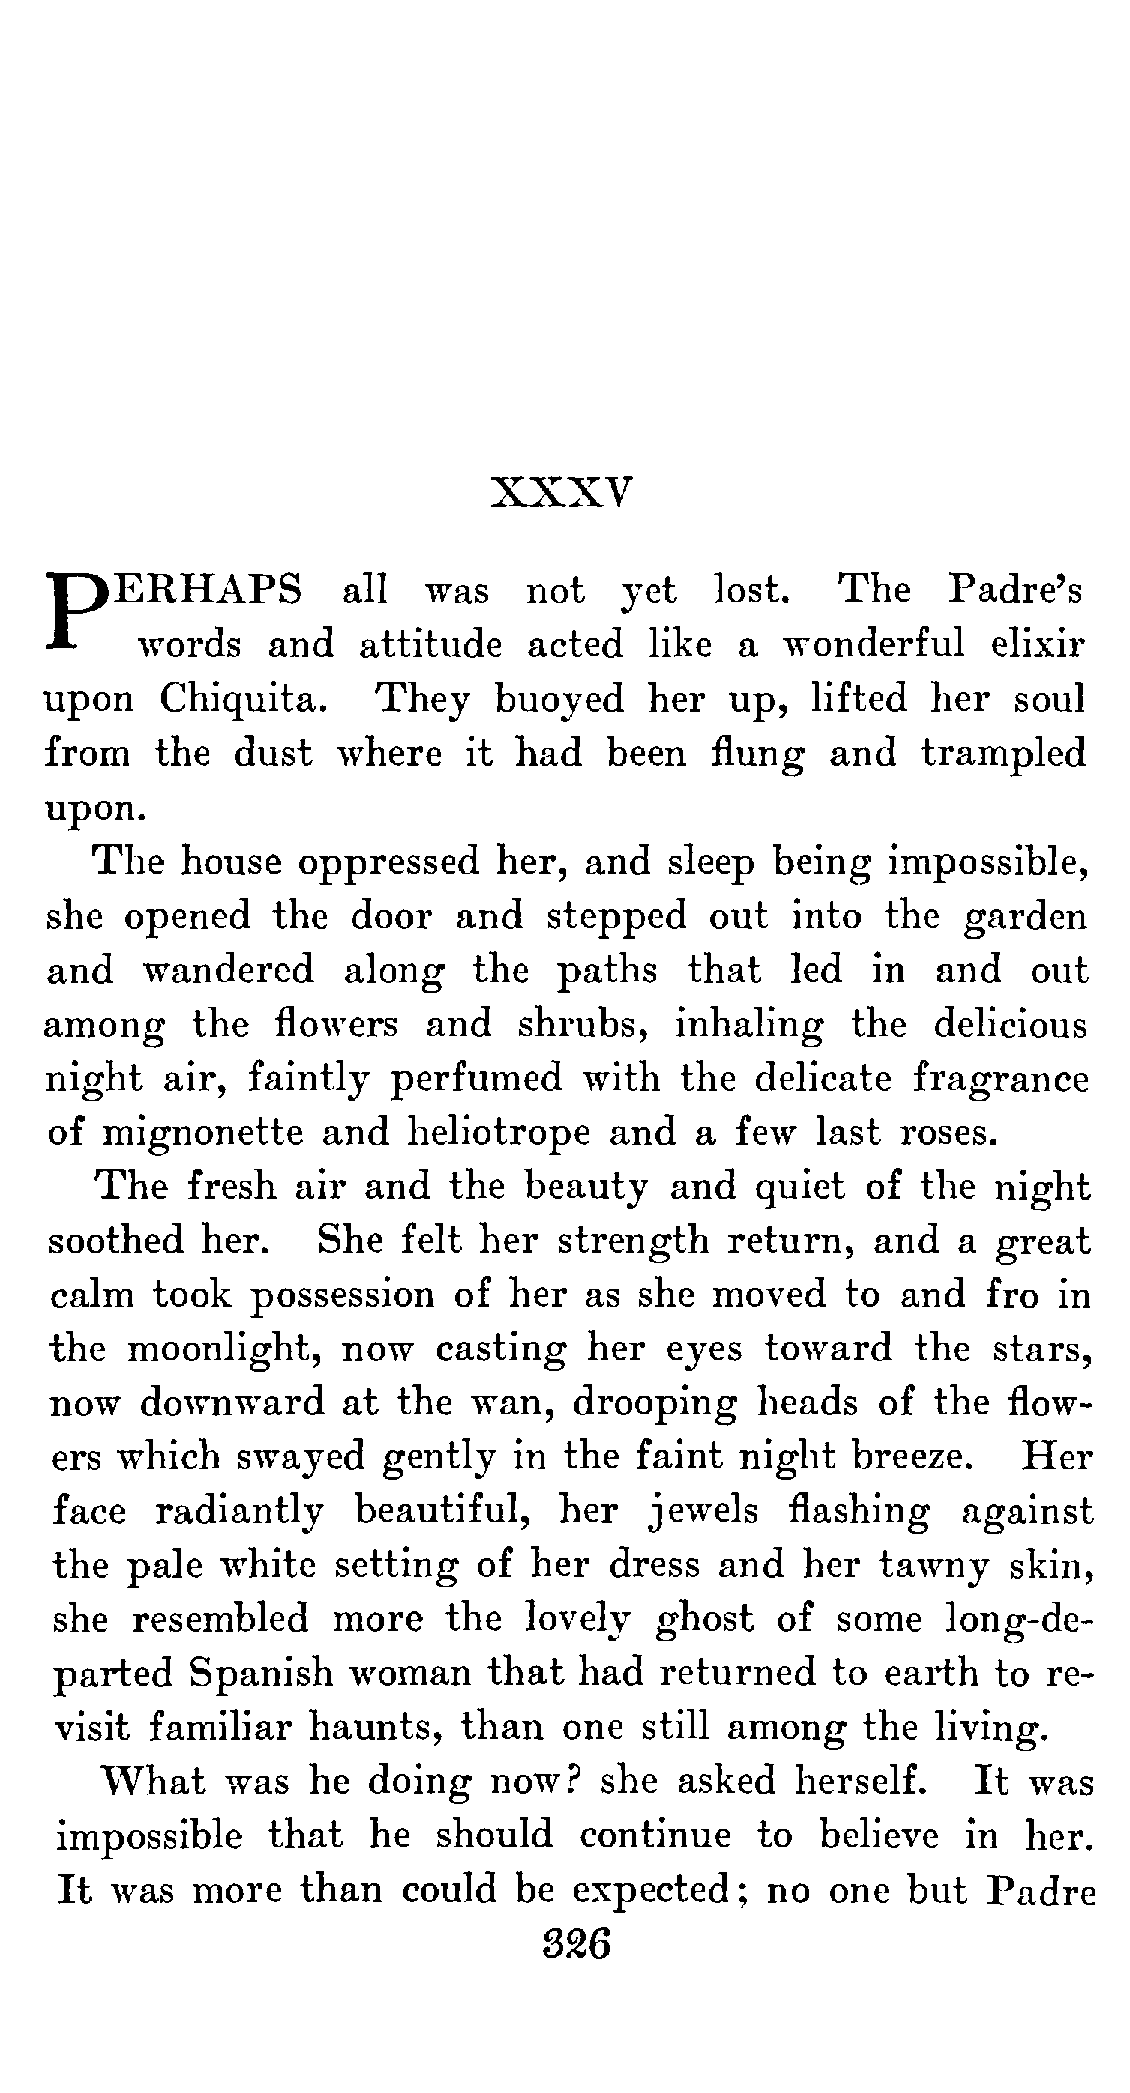 XXXV
PERHAPS all was not yet lost. The Padre's
words and attitude acted like a wonderful elixir
upon Chiquita. They buoyed her up, lifted her soul
from the dust where it had been flung and trampled
upon.
The house oppressed her, and sleep being impossible,
she opened the door and stepped out into the garden
and wandered along the paths that led in and out
among the flowers and shrubs, inhaling the delicious
night air, faintly perfumed with the delicate fragrance
of mignonette and heliotrope and a few last roses.
The fresh air and the beauty and quiet of the night
soothed her. She felt her strength return, and a great
calm took possession of her as she moved to and fro in
the moonlight, now casting her eyes toward the stars,
now downward at the wan, drooping heads of the flow-
ers which swayed gently in the faint night breeze. Her
face radiantly beautiful, her jewels flashing against
the pale white setting of her dress and her tawny skin,
she resembled more the lovely ghost of some long-de-
parted Spanish woman that had returned to earth to re-
visit familiar haunts, than one still among the living.
What was he doing now? she asked herself. It was
impossible that he should continue to believe in her.
It was more than could be expected; no one but Padre
326